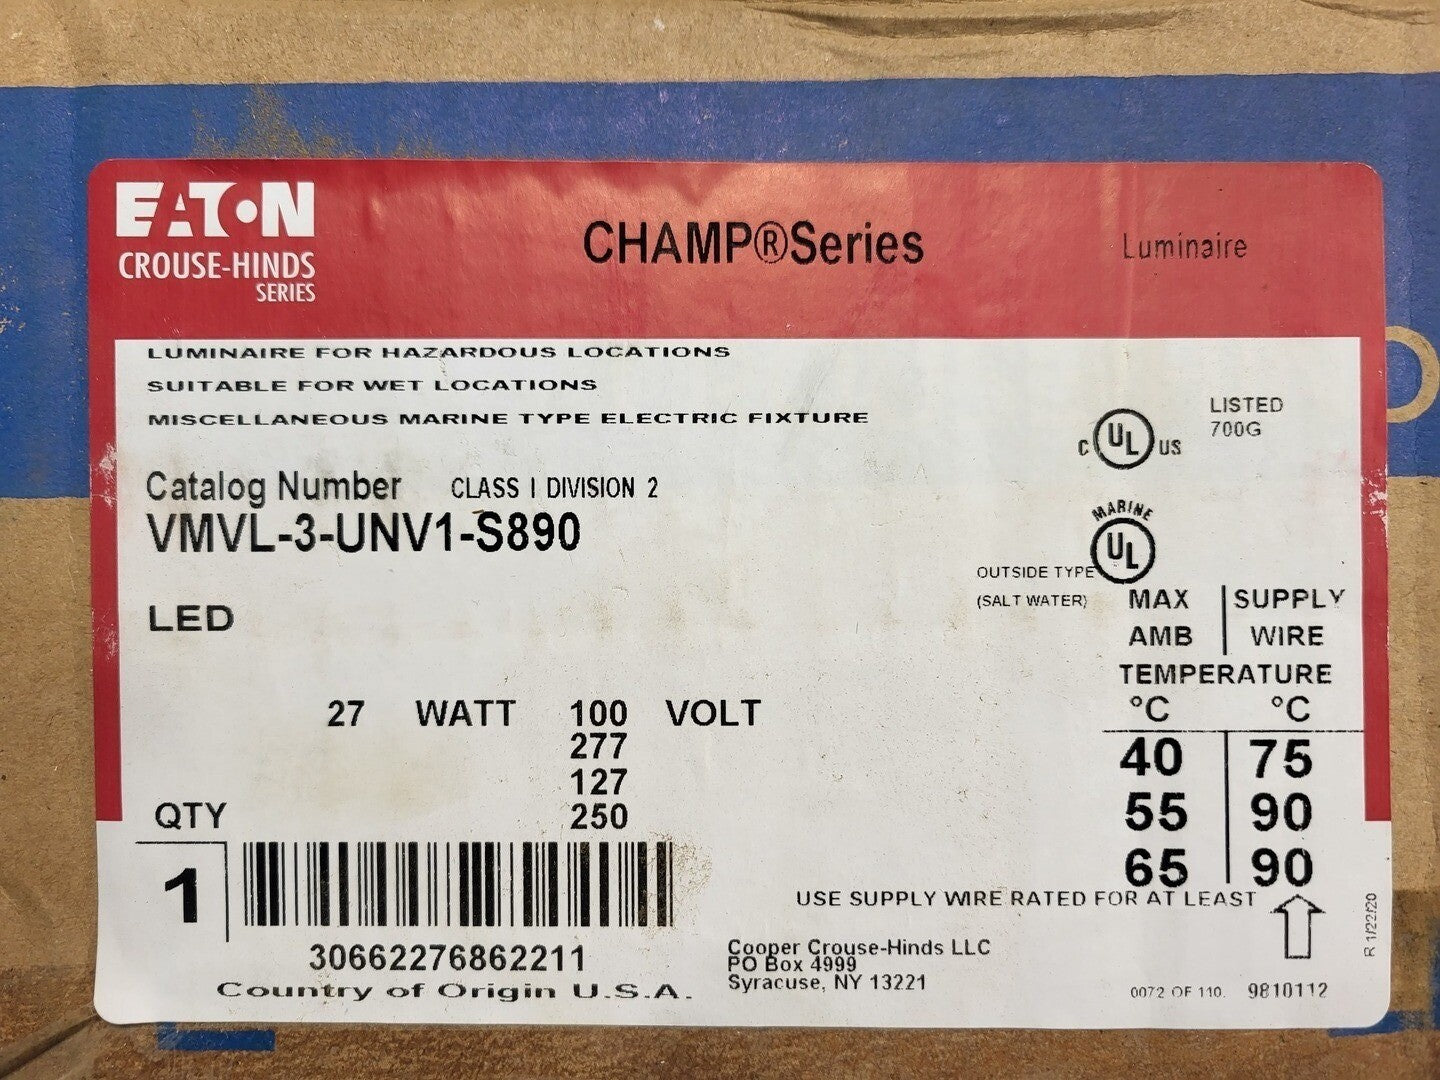 EATON
CROUSE-HINDS
SERIES
CHAMP®Series
Luminaire
LUMINAIRE FOR HAZARDOUS LOCATIONS
SUITABLE FOR WET LOCATIONS
MISCELLANEOUS MARINE TYPE ELECTRIC FIXTURE
C UL US
LISTED
700G
Catalog Number CLASS I DIVISION 2
VMVL-3-UNV1-S890
MARINE
UL
OUTSIDE TYPE
(SALT WATER)
LED
MAX SUPPLY
AMB WIRE
TEMPERATURE
°C °C
40 75
55 90
65 90
27 WATT 100 VOLT
277
127
250
QTY
1
USE SUPPLY WIRE RATED FOR AT LEAST
30662276862211
Country of Origin U.S.A.
Cooper Crouse-Hinds LLC
PO Box 4999
Syracuse, NY 13221
0072 OF 110. 9810112
R 1/22/20